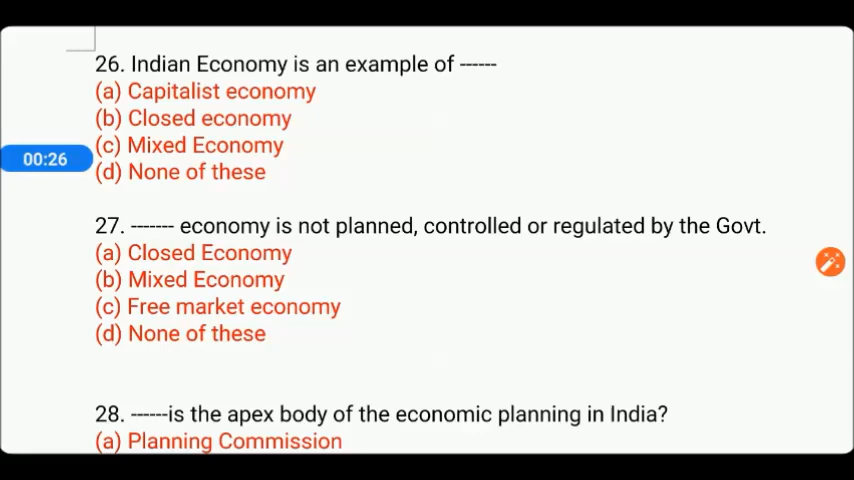 26. Indian Economy is an example of ------
(a) Capitalist economy
(b) Closed economy
(c) Mixed Economy
00:26
(d) None of these
27. ------- economy is not planned, controlled or regulated by the Govt.
(a) Closed Economy
(b) Mixed Economy
(c) Free market economy
(d) None of these
28. ------is the apex body of the economic planning in India?
(a) Planning Commission